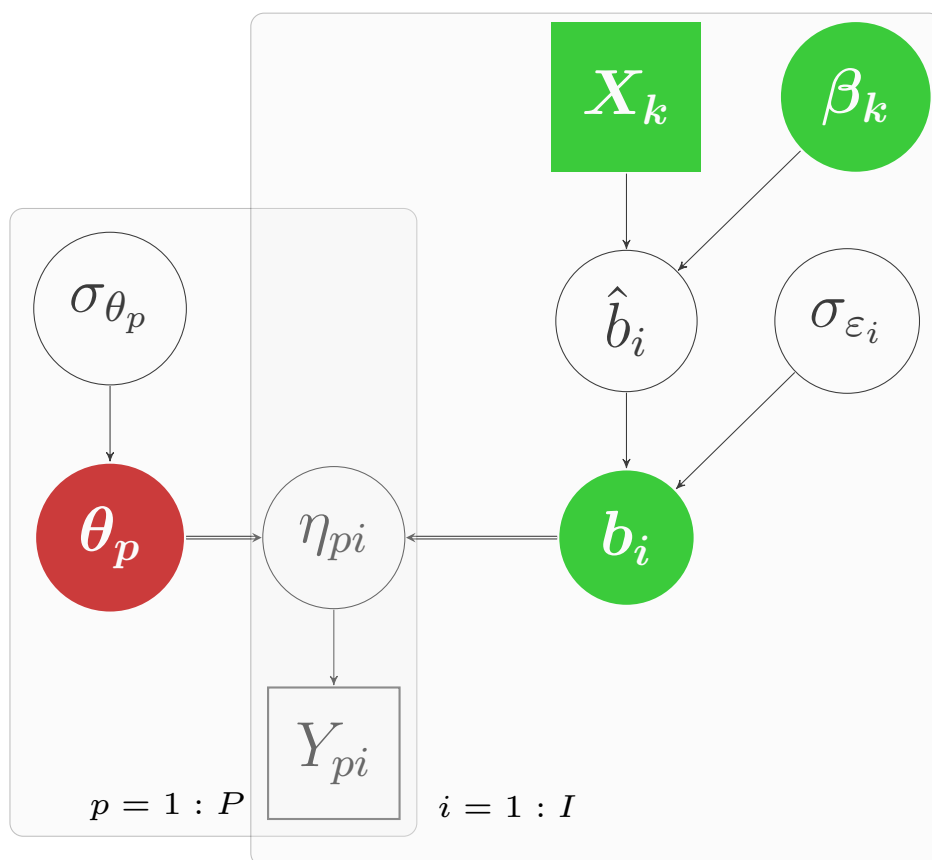 X_k
β_k
σ_{θ_p}
b̂_i
σ_{ε_i}
θ_p
η_{pi}
b_i
Y_{pi}
p = 1 : P
i = 1 : I